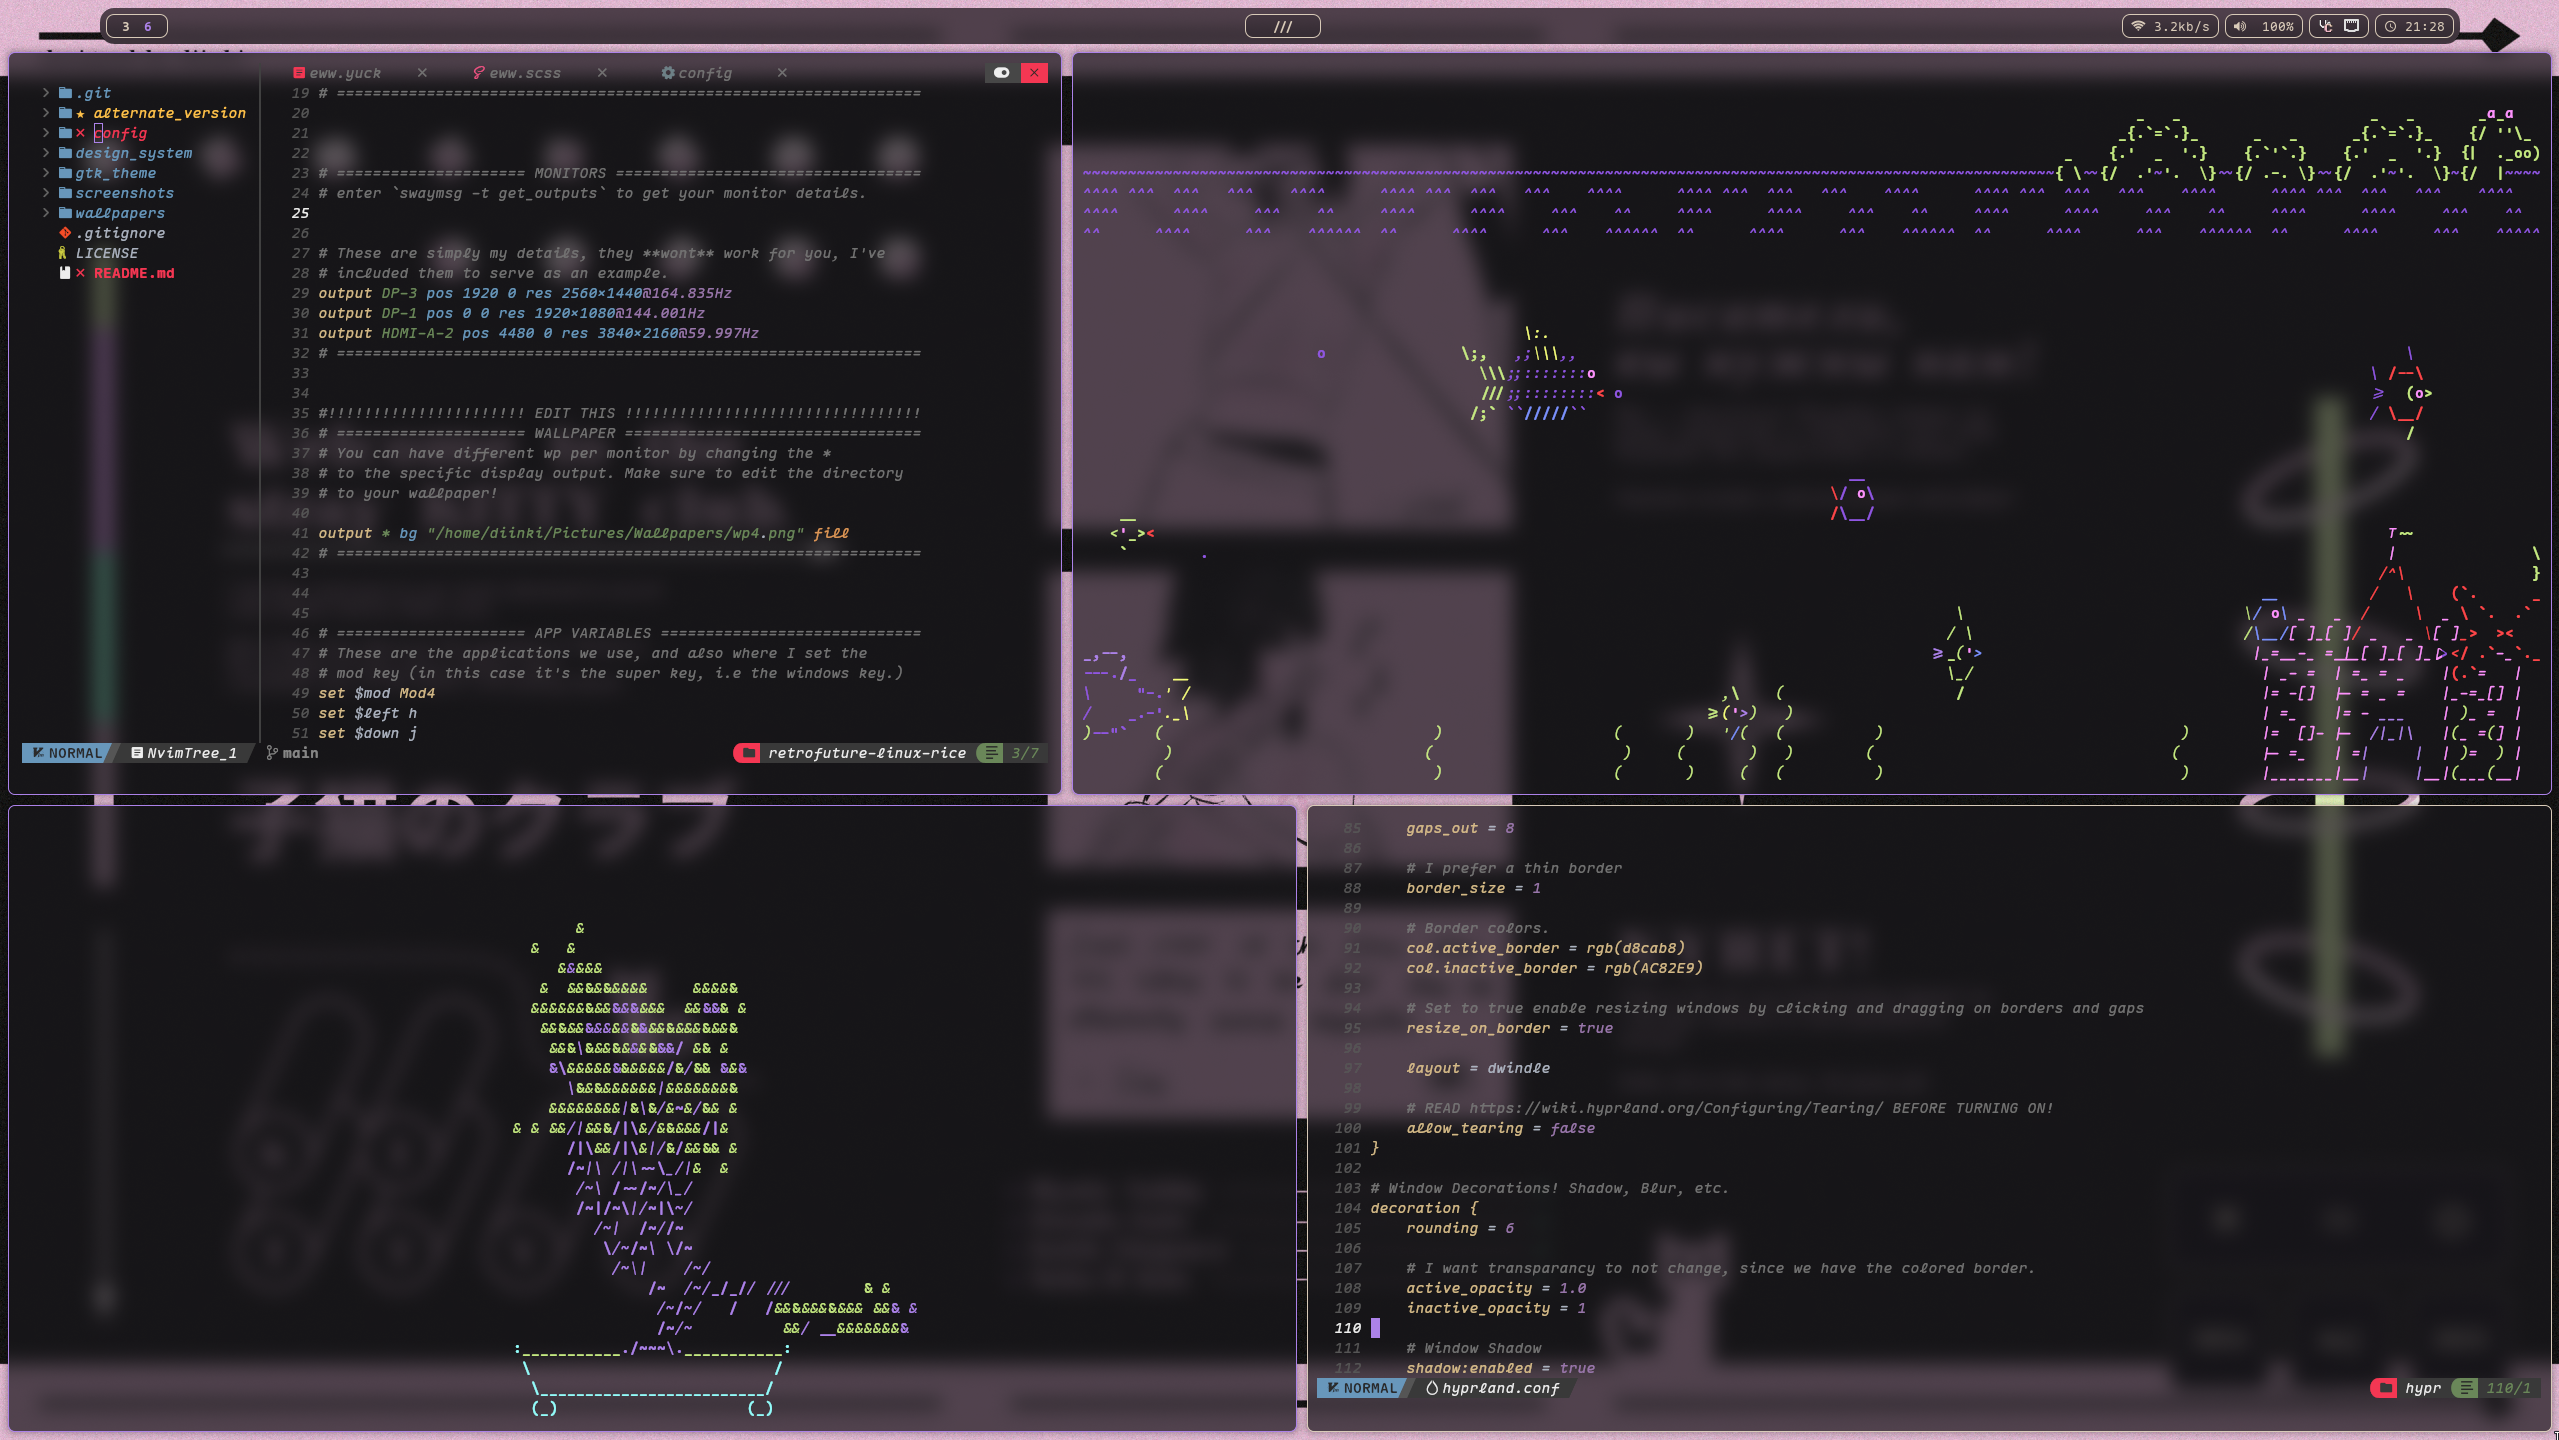 3 6
///
3.2kb/s
100%
21:28
.git
alternate_version
config
design_system
gtk_theme
screenshots
wallpapers
.gitignore
LICENSE
README.md
eww.yuck
eww.scss
config
19 # =================================================================
20
21
22
23 # ===================== MONITORS ==================================
24 # enter `swaymsg -t get_outputs` to get your monitor details.
25
26
27 # These are simply my details, they **wont** work for you, I've
28 # included them to serve as an example.
29 output DP-3 pos 1920 0 res 2560×1440@164.835Hz
30 output DP-1 pos 0 0 res 1920×1080@144.001Hz
31 output HDMI-A-2 pos 4480 0 res 3840×2160@59.997Hz
32 # =================================================================
33
34
35 #!!!!!!!!!!!!!!!!!!!!!! EDIT THIS !!!!!!!!!!!!!!!!!!!!!!!!!!!!!!!!!
36 # ===================== WALLPAPER =================================
37 # You can have different wp per monitor by changing the *
38 # to the specific display output. Make sure to edit the directory
39 # to your wallpaper!
40
41 output * bg "/home/diinki/Pictures/Wallpapers/wp4.png" fill
42 # =================================================================
43
44
45
46 # ===================== APP VARIABLES =============================
47 # These are the applications we use, and also where I set the
48 # mod key (in this case it's the super key, i.e the windows key.)
49 set $mod Mod4
50 set $left h
51 set $down j
NORMAL NvimTree_1 main retrofuture-linux-rice 3/7
85 gaps_out = 8
86
87 # I prefer a thin border
88 border_size = 1
89
90 # Border colors.
91 col.active_border = rgb(d8cab8)
92 col.inactive_border = rgb(AC82E9)
93
94 # Set to true enable resizing windows by clicking and dragging on borders and gaps
95 resize_on_border = true
96
97 layout = dwindle
98
99 # READ https://wiki.hyprland.org/Configuring/Tearing/ BEFORE TURNING ON!
100 allow_tearing = false
101 }
102
103 # Window Decorations! Shadow, Blur, etc.
104 decoration {
105 rounding = 6
106
107 # I want transparancy to not change, since we have the colored border.
108 active_opacity = 1.0
109 inactive_opacity = 1
110
111 # Window Shadow
112 shadow:enabled = true
NORMAL hyprland.conf hypr 110/1